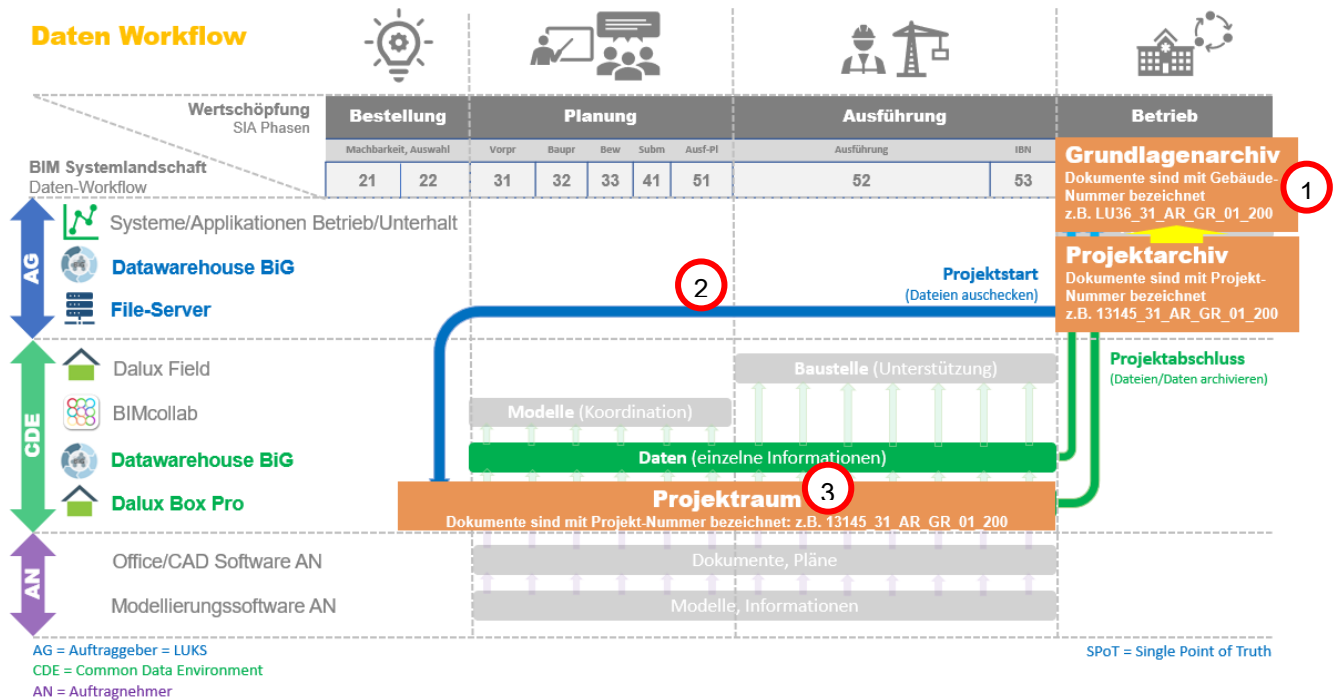 Daten Workflow
Wertschöpfung
SIA Phasen
Bestellung
Planung
Ausführung
Betrieb
Machbarkeit, Auswahl
Vorpr
Baupr
Bew
Subm
Ausf-Pl
Ausführung
IBN
BIM Systemlandschaft
Daten-Workflow
21
22
31
32
33
41
51
52
53
Grundlagenarchiv
Dokumente sind mit Gebäude-
Nummer bezeichnet
z.B. LU36_31_AR_GR_01_200
1
AG
Systeme/Applikationen Betrieb/Unterhalt
Datawarehouse BiG
File-Server
2
Projektstart
(Dateien auschecken)
Projektarchiv
Dokumente sind mit Projekt-
Nummer bezeichnet
z.B. 13145_31_AR_GR_01_200
CDE
Dalux Field
Baustelle (Unterstützung)
Projektabschluss
(Dateien/Daten archivieren)
BIMcollab
Modelle (Koordination)
Datawarehouse BiG
Daten (einzelne Informationen)
Dalux Box Pro
Projektraum
3
Dokumente sind mit Projekt-Nummer bezeichnet: z.B. 13145_31_AR_GR_01_200
AN
Office/CAD Software AN
Dokumente, Pläne
Modellierungssoftware AN
Modelle, Informationen
AG = Auftraggeber = LUKS
SPoT = Single Point of Truth
CDE = Common Data Environment
AN = Auftragnehmer